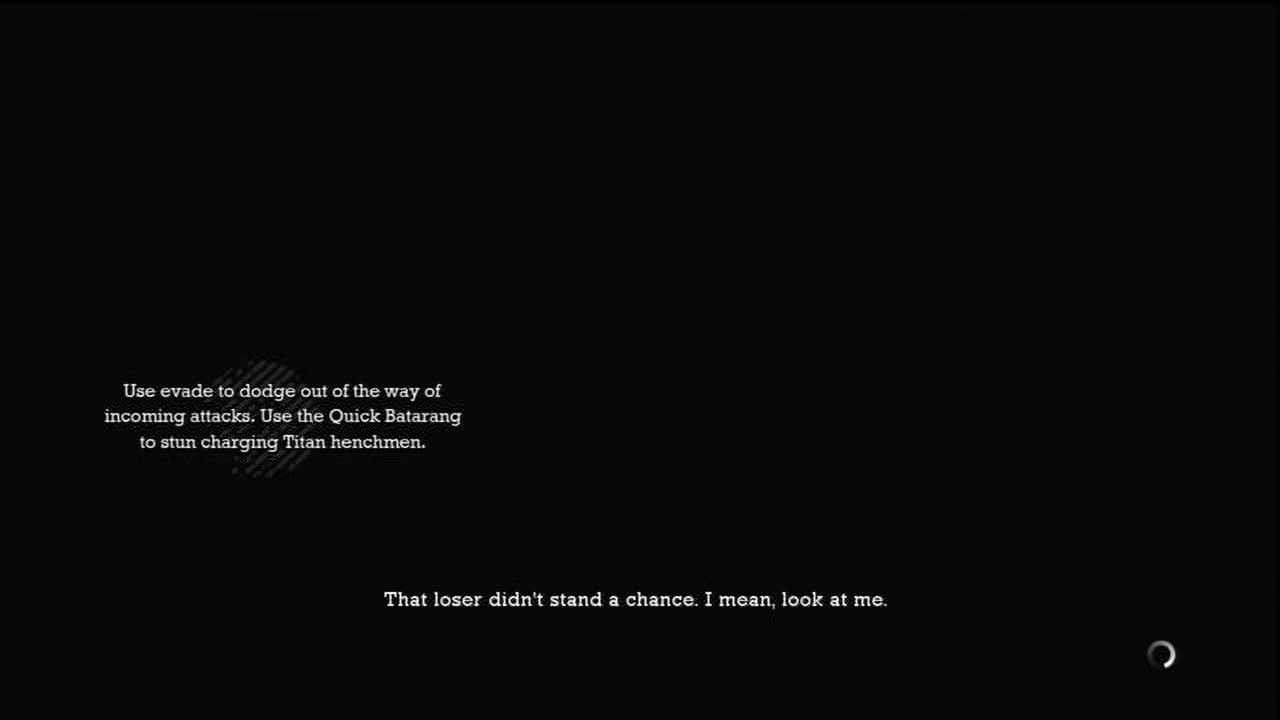 Use evade to dodge out of the way of
incoming attacks. Use the Quick Batarang
to stun charging Titan henchmen.
That loser didn't stand a chance. I mean, look at me.